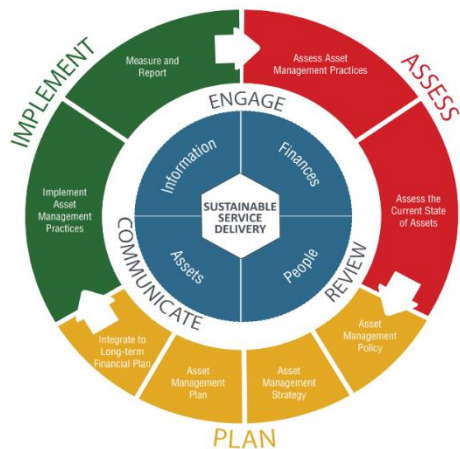 IMPLEMENT
ASSESS
PLAN
Measure and
Report
Assess Asset
Management Practices
Assess the
Current State
of Assets
Asset
Management
Policy
Asset
Management
Strategy
Asset
Management
Plan
Integrate to
Long-term
Financial Plan
Implement
Asset
Management
Practices
ENGAGE
REVIEW
COMMUNICATE
Information
Finances
People
Assets
SUSTAINABLE
SERVICE
DELIVERY